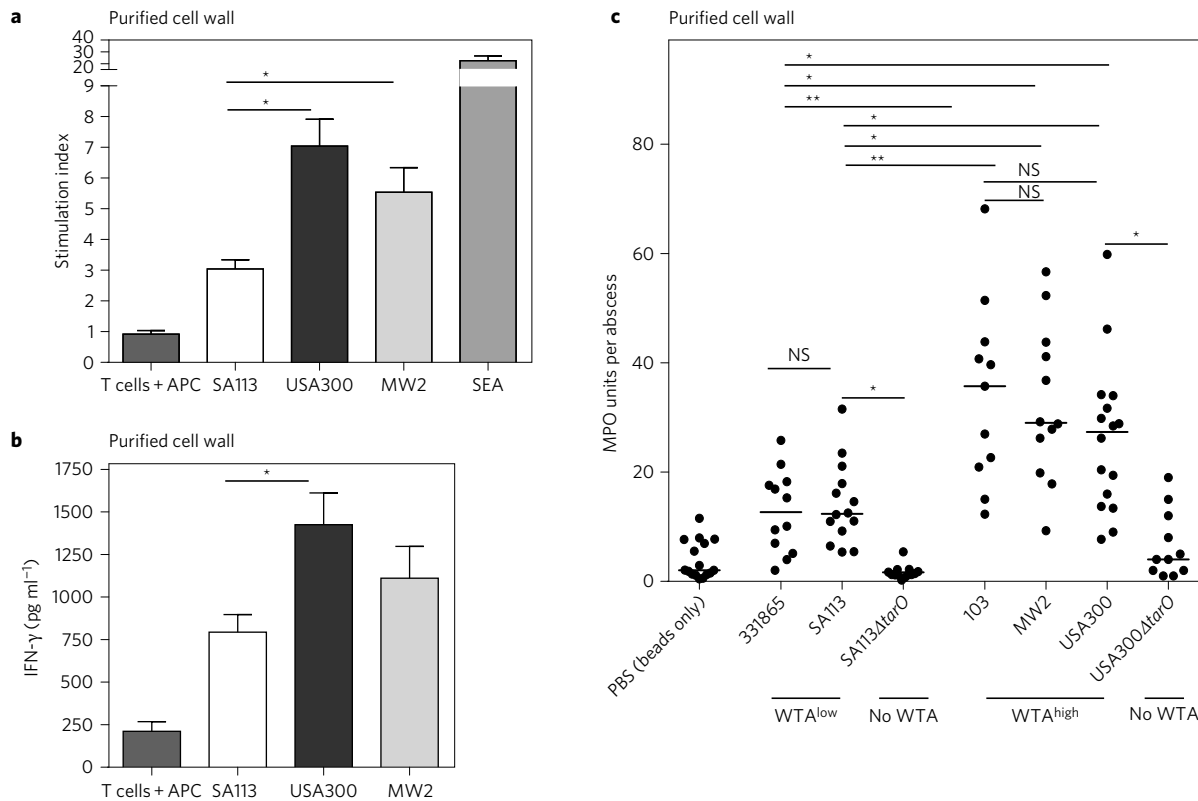 a
Purified cell wall
40
30
20
9
8
7
6
5
4
3
2
1
0
Stimulation index
*
*
T cells + APC SA113 USA300 MW2 SEA
b
Purified cell wall
1750
1500
1250
1000
750
500
250
0
IFN-γ (pg ml⁻¹)
*
T cells + APC SA113 USA300 MW2
c
Purified cell wall
80
60
40
20
0
MPO units per abscess
*
*
**
*
*
**
NS
NS
*
NS
*
PBS (beads only) 331865 SA113 SA113ΔtarO 103 MW2 USA300 USA300ΔtarO
WTA^low No WTA WTA^high No WTA